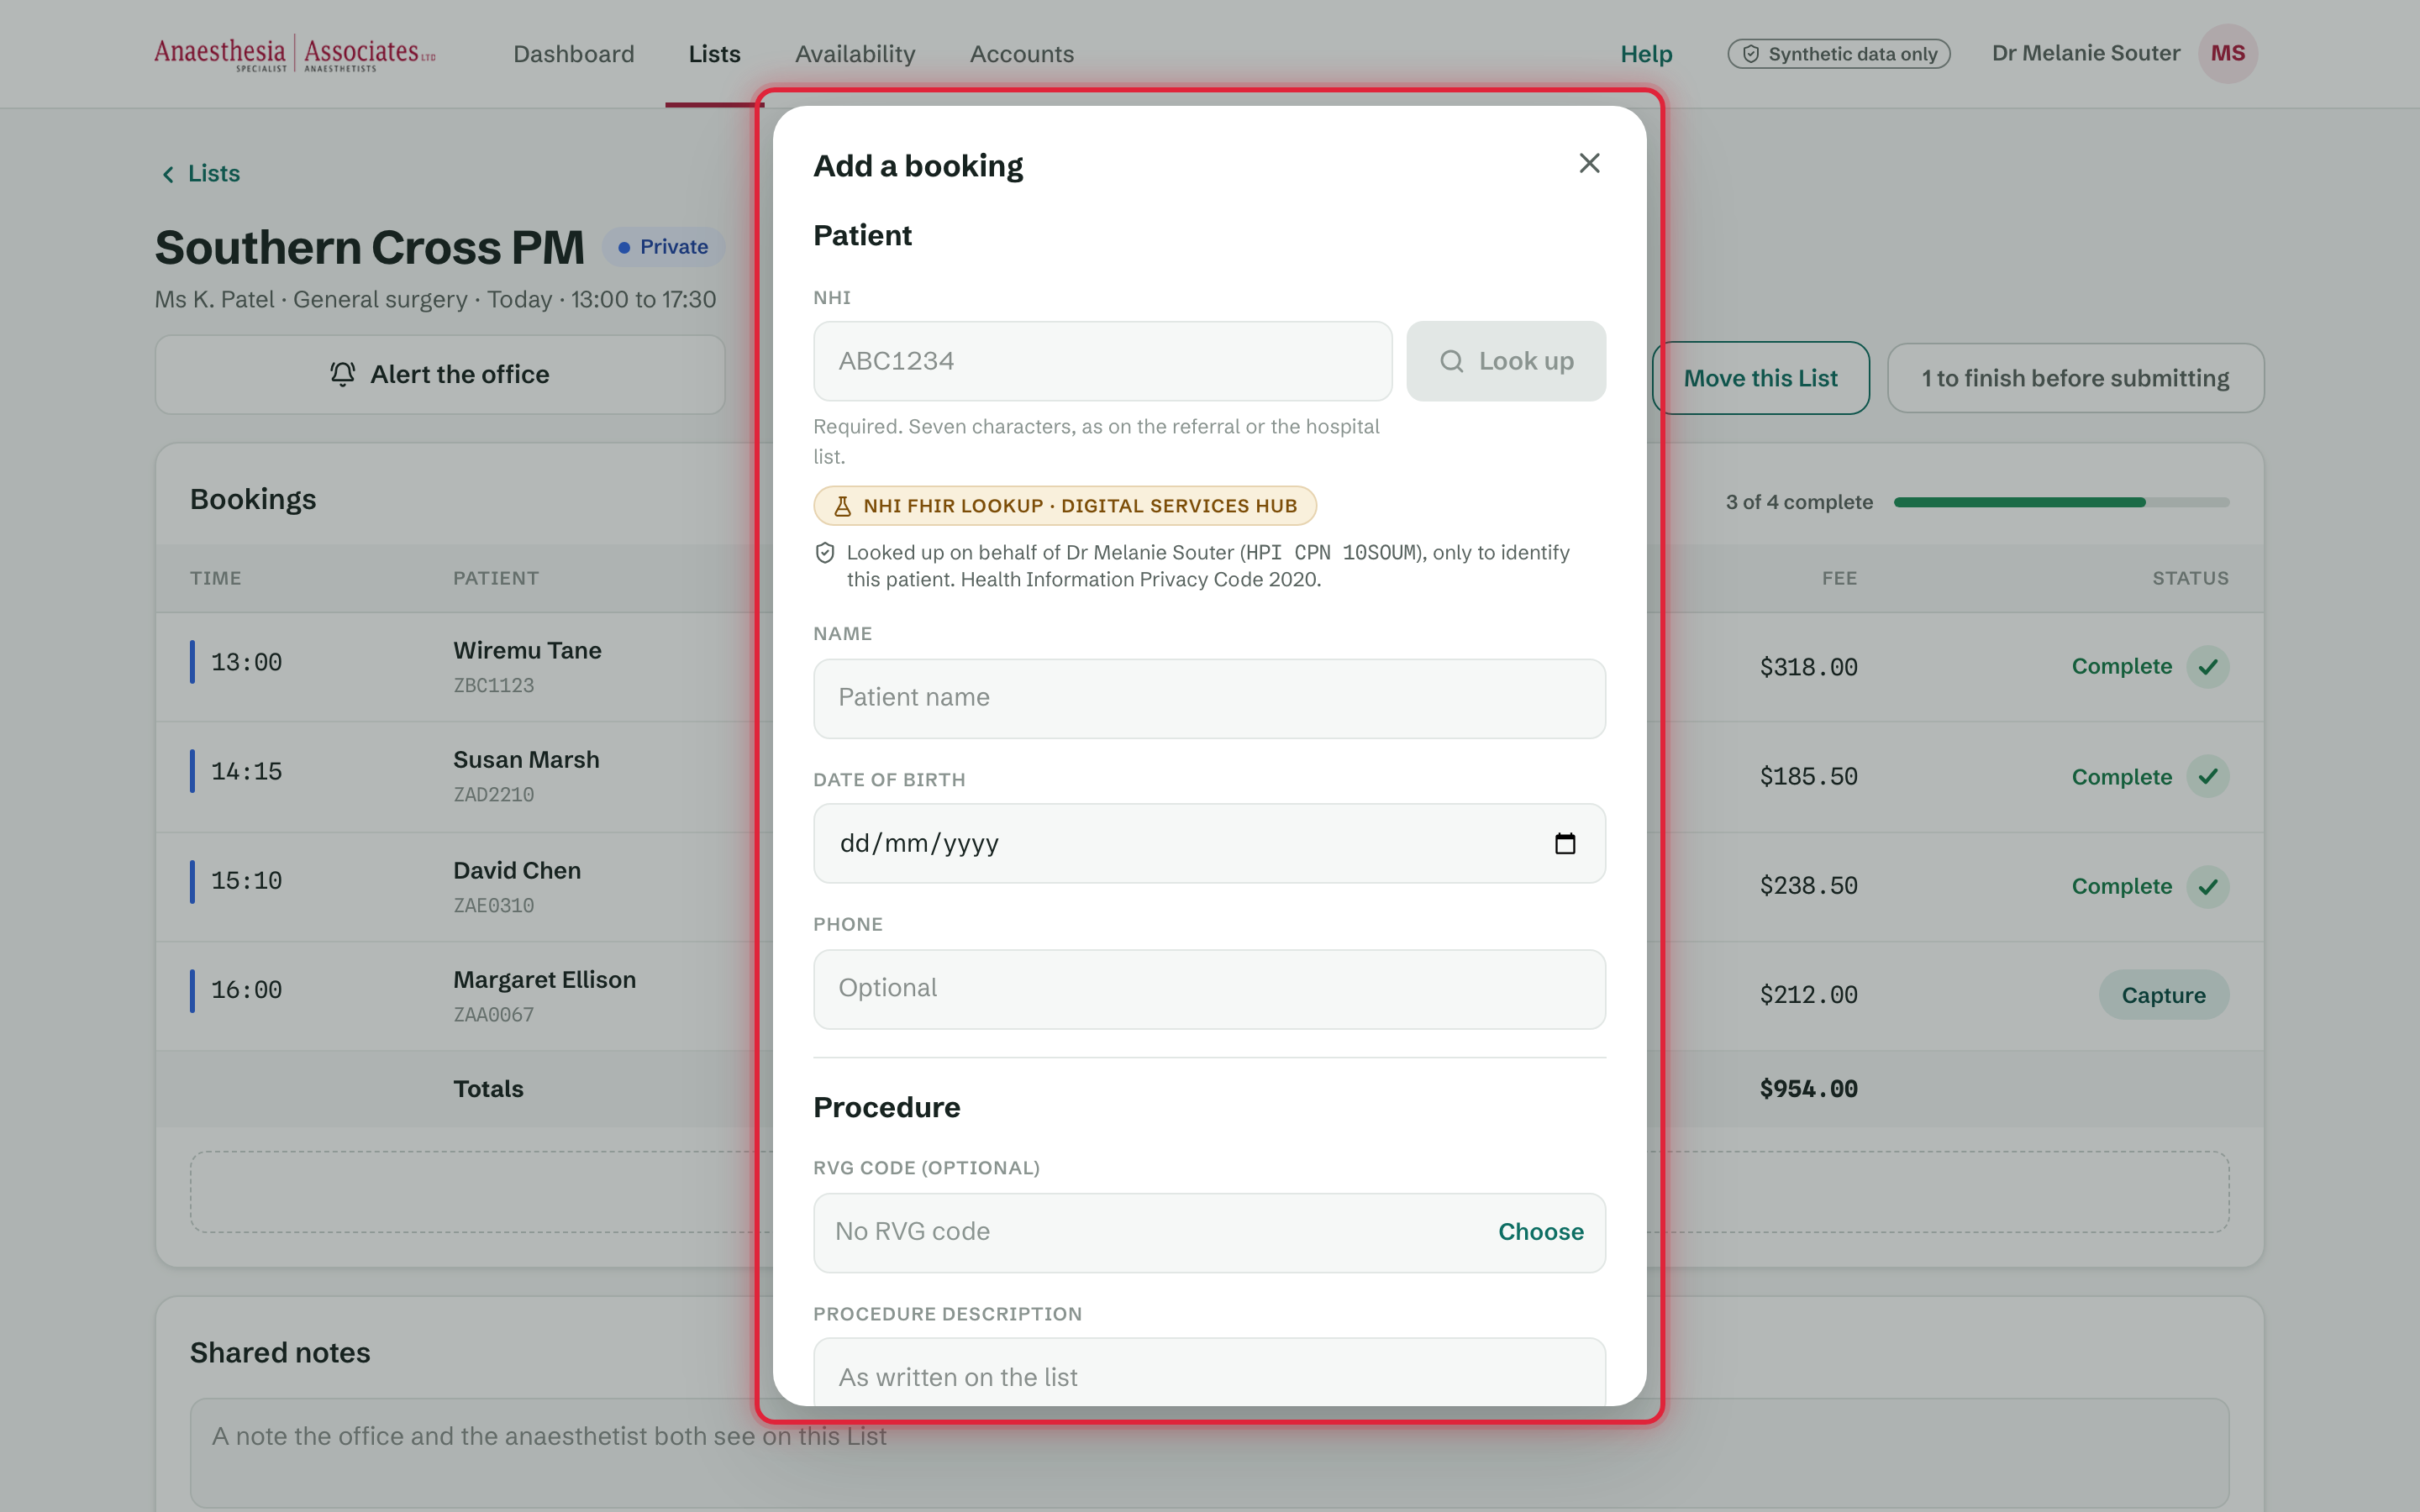 Anaesthesia Associates LTD
SPECIALIST ANAESTHETISTS
Dashboard
Lists
Availability
Accounts
Help
Synthetic data only
Dr Melanie Souter
MS
Lists
Southern Cross PM
Private
Ms K. Patel · General surgery · Today · 13:00 to 17:30
Alert the office
Move this List
1 to finish before submitting
Bookings
3 of 4 complete
TIME
PATIENT
FEE
STATUS
13:00
Wiremu Tane
ZBC1123
$318.00
Complete
14:15
Susan Marsh
ZAD2210
$185.50
Complete
15:10
David Chen
ZAE0310
$238.50
Complete
16:00
Margaret Ellison
ZAA0067
$212.00
Capture
Totals
$954.00
Shared notes
A note the office and the anaesthetist both see on this List
Add a booking
Patient
NHI
ABC1234
Look up
Required. Seven characters, as on the referral or the hospital
list.
NHI FHIR LOOKUP · DIGITAL SERVICES HUB
Looked up on behalf of Dr Melanie Souter (HPI CPN 10SOUM), only to identify
this patient. Health Information Privacy Code 2020.
NAME
Patient name
DATE OF BIRTH
dd/mm/yyyy
PHONE
Optional
Procedure
RVG CODE (OPTIONAL)
No RVG code
Choose
PROCEDURE DESCRIPTION
As written on the list